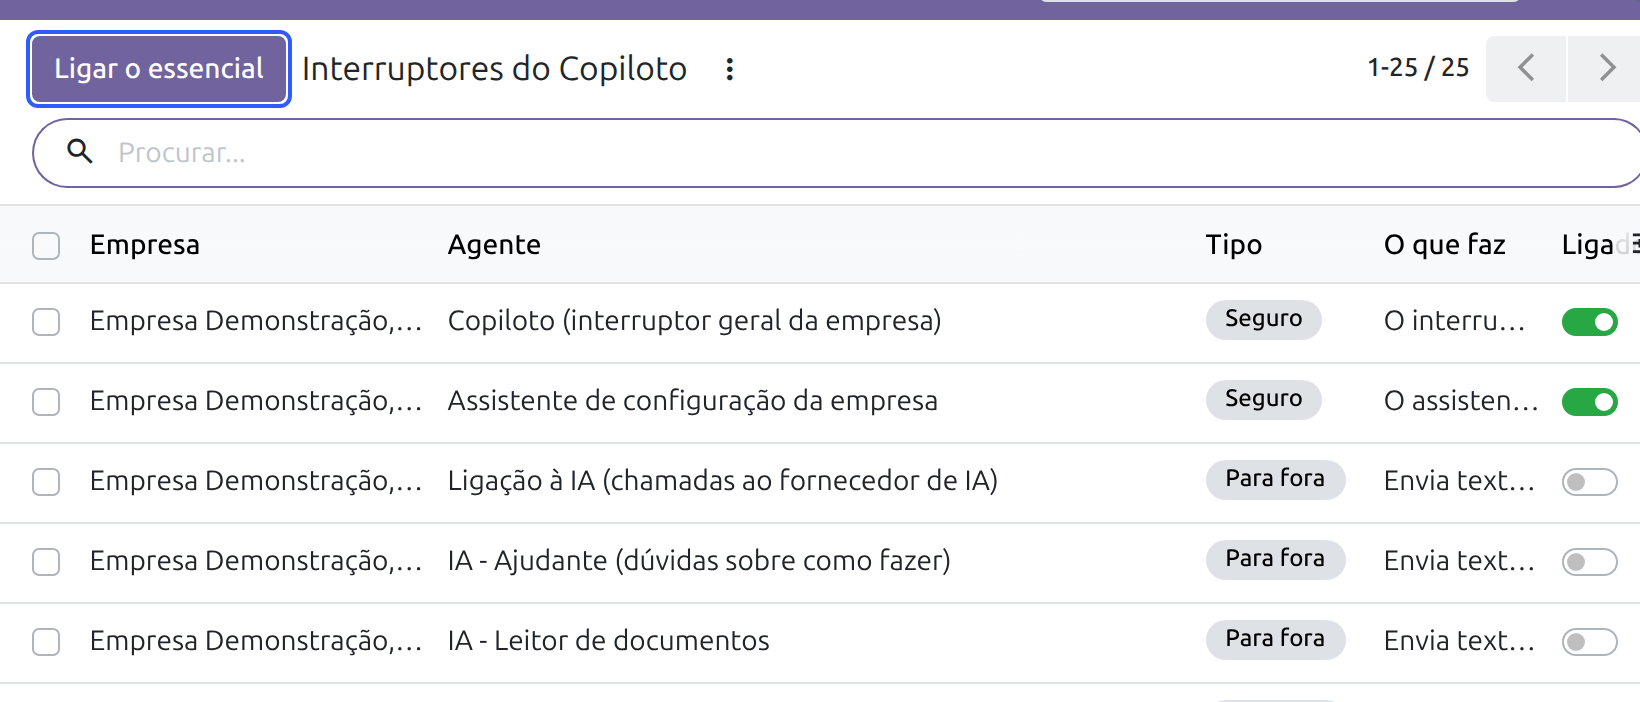 Ligar o essencial Interruptores do Copiloto 1-25 / 25
Procurar...
Empresa Agente Tipo O que faz Liga
Empresa Demonstração,... Copiloto (interruptor geral da empresa) Seguro O interru...
Empresa Demonstração,... Assistente de configuração da empresa Seguro O assisten...
Empresa Demonstração,... Ligação à IA (chamadas ao fornecedor de IA) Para fora Envia text...
Empresa Demonstração,... IA - Ajudante (dúvidas sobre como fazer) Para fora Envia text...
Empresa Demonstração,... IA - Leitor de documentos Para fora Envia text...